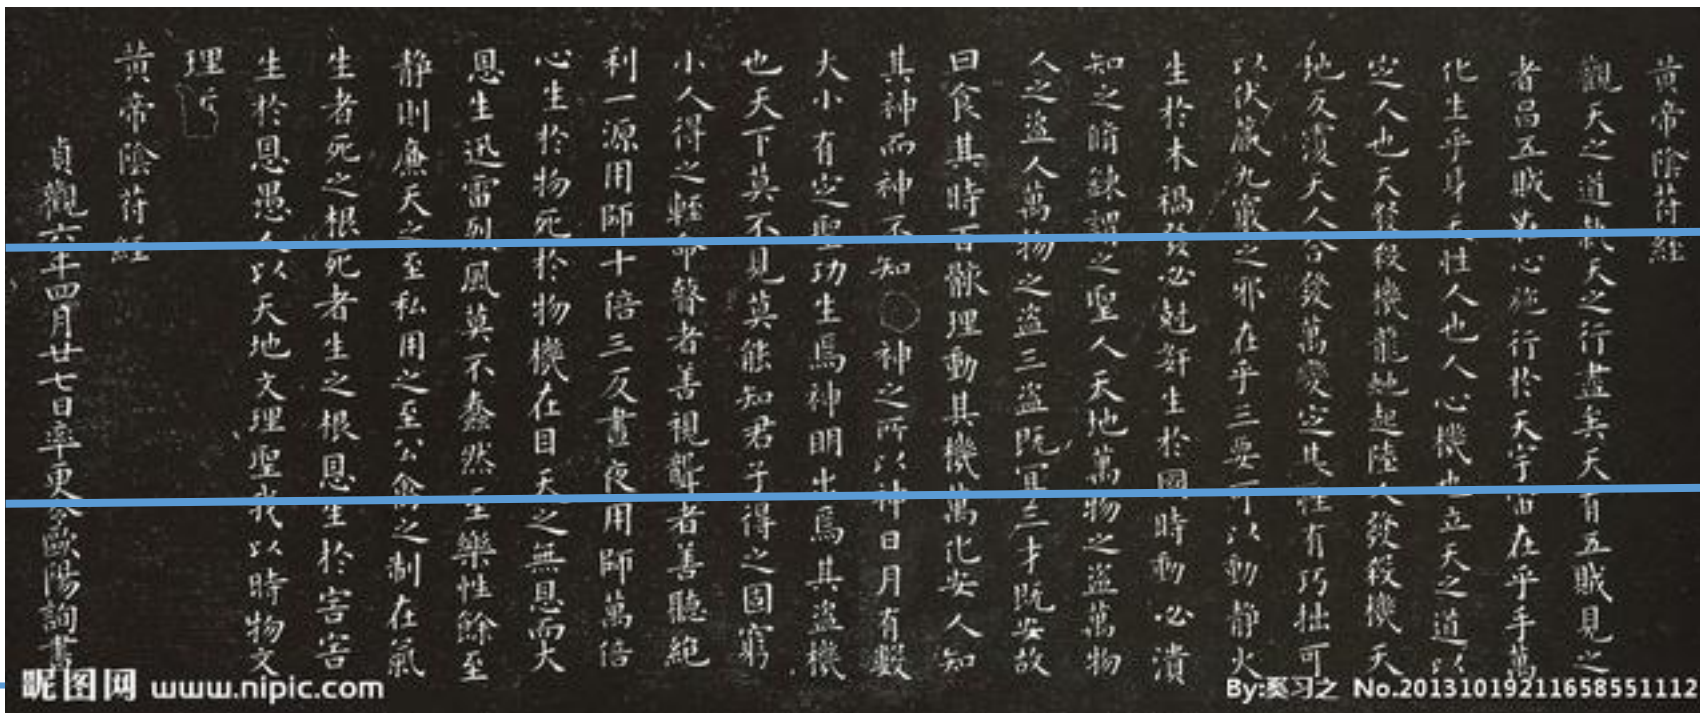 黃帝陰符經
觀天之道執天之行盡矣天有五賊見之
者昌五賊在心施行於天宇宙在乎手萬
化生乎身天性人也人心機也立天之道以
定人也天發殺機龍虵起陸人發殺機天
地反覆天人合發萬變定基性有巧拙可
以伏藏九竅之邪在乎三要可以動静火
生於木禍發必尅奸生於國時動必潰
知之脩鍊謂之聖人天地萬物之盜萬物
人之盜人萬物之盜三盜既宜三才既安故
曰食其時百骸理動其機萬化安人知
其神而神不知神之所以神日月有數
大小有定聖功生焉神明出焉其盜機
也天下莫不見莫能知君子得之固窮
小人得之輕命瞽者善視聾者善聽絶
利一源用師十倍三反晝夜用師萬倍
心生於物死於物機在目天之無恩而大
恩生迅雷烈風莫不蠢然至樂性餘至
静則廉天之至私用之至公禽之制在氣
生者死之根死者生之根恩生於害害
生於恩愚人以天地文理聖我以時物文
理
黃帝陰符經
貞觀六年四月廿七日率更令歐陽詢書
昵图网 www.nipic.com
By:奚习之 No.20131019211658551112